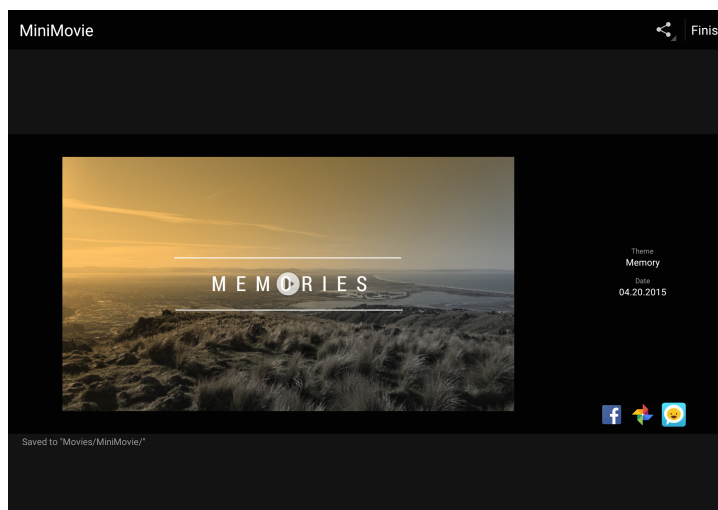 MiniMovie
Finis
MEMORIES
Theme
Memory
Date
04.20.2015
Saved to "Movies/MiniMovie/"